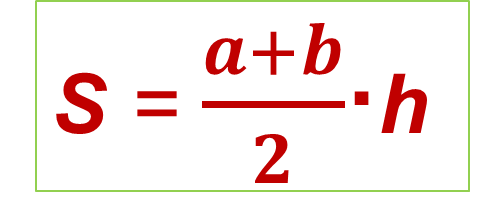 S = (a+b)/2 · h